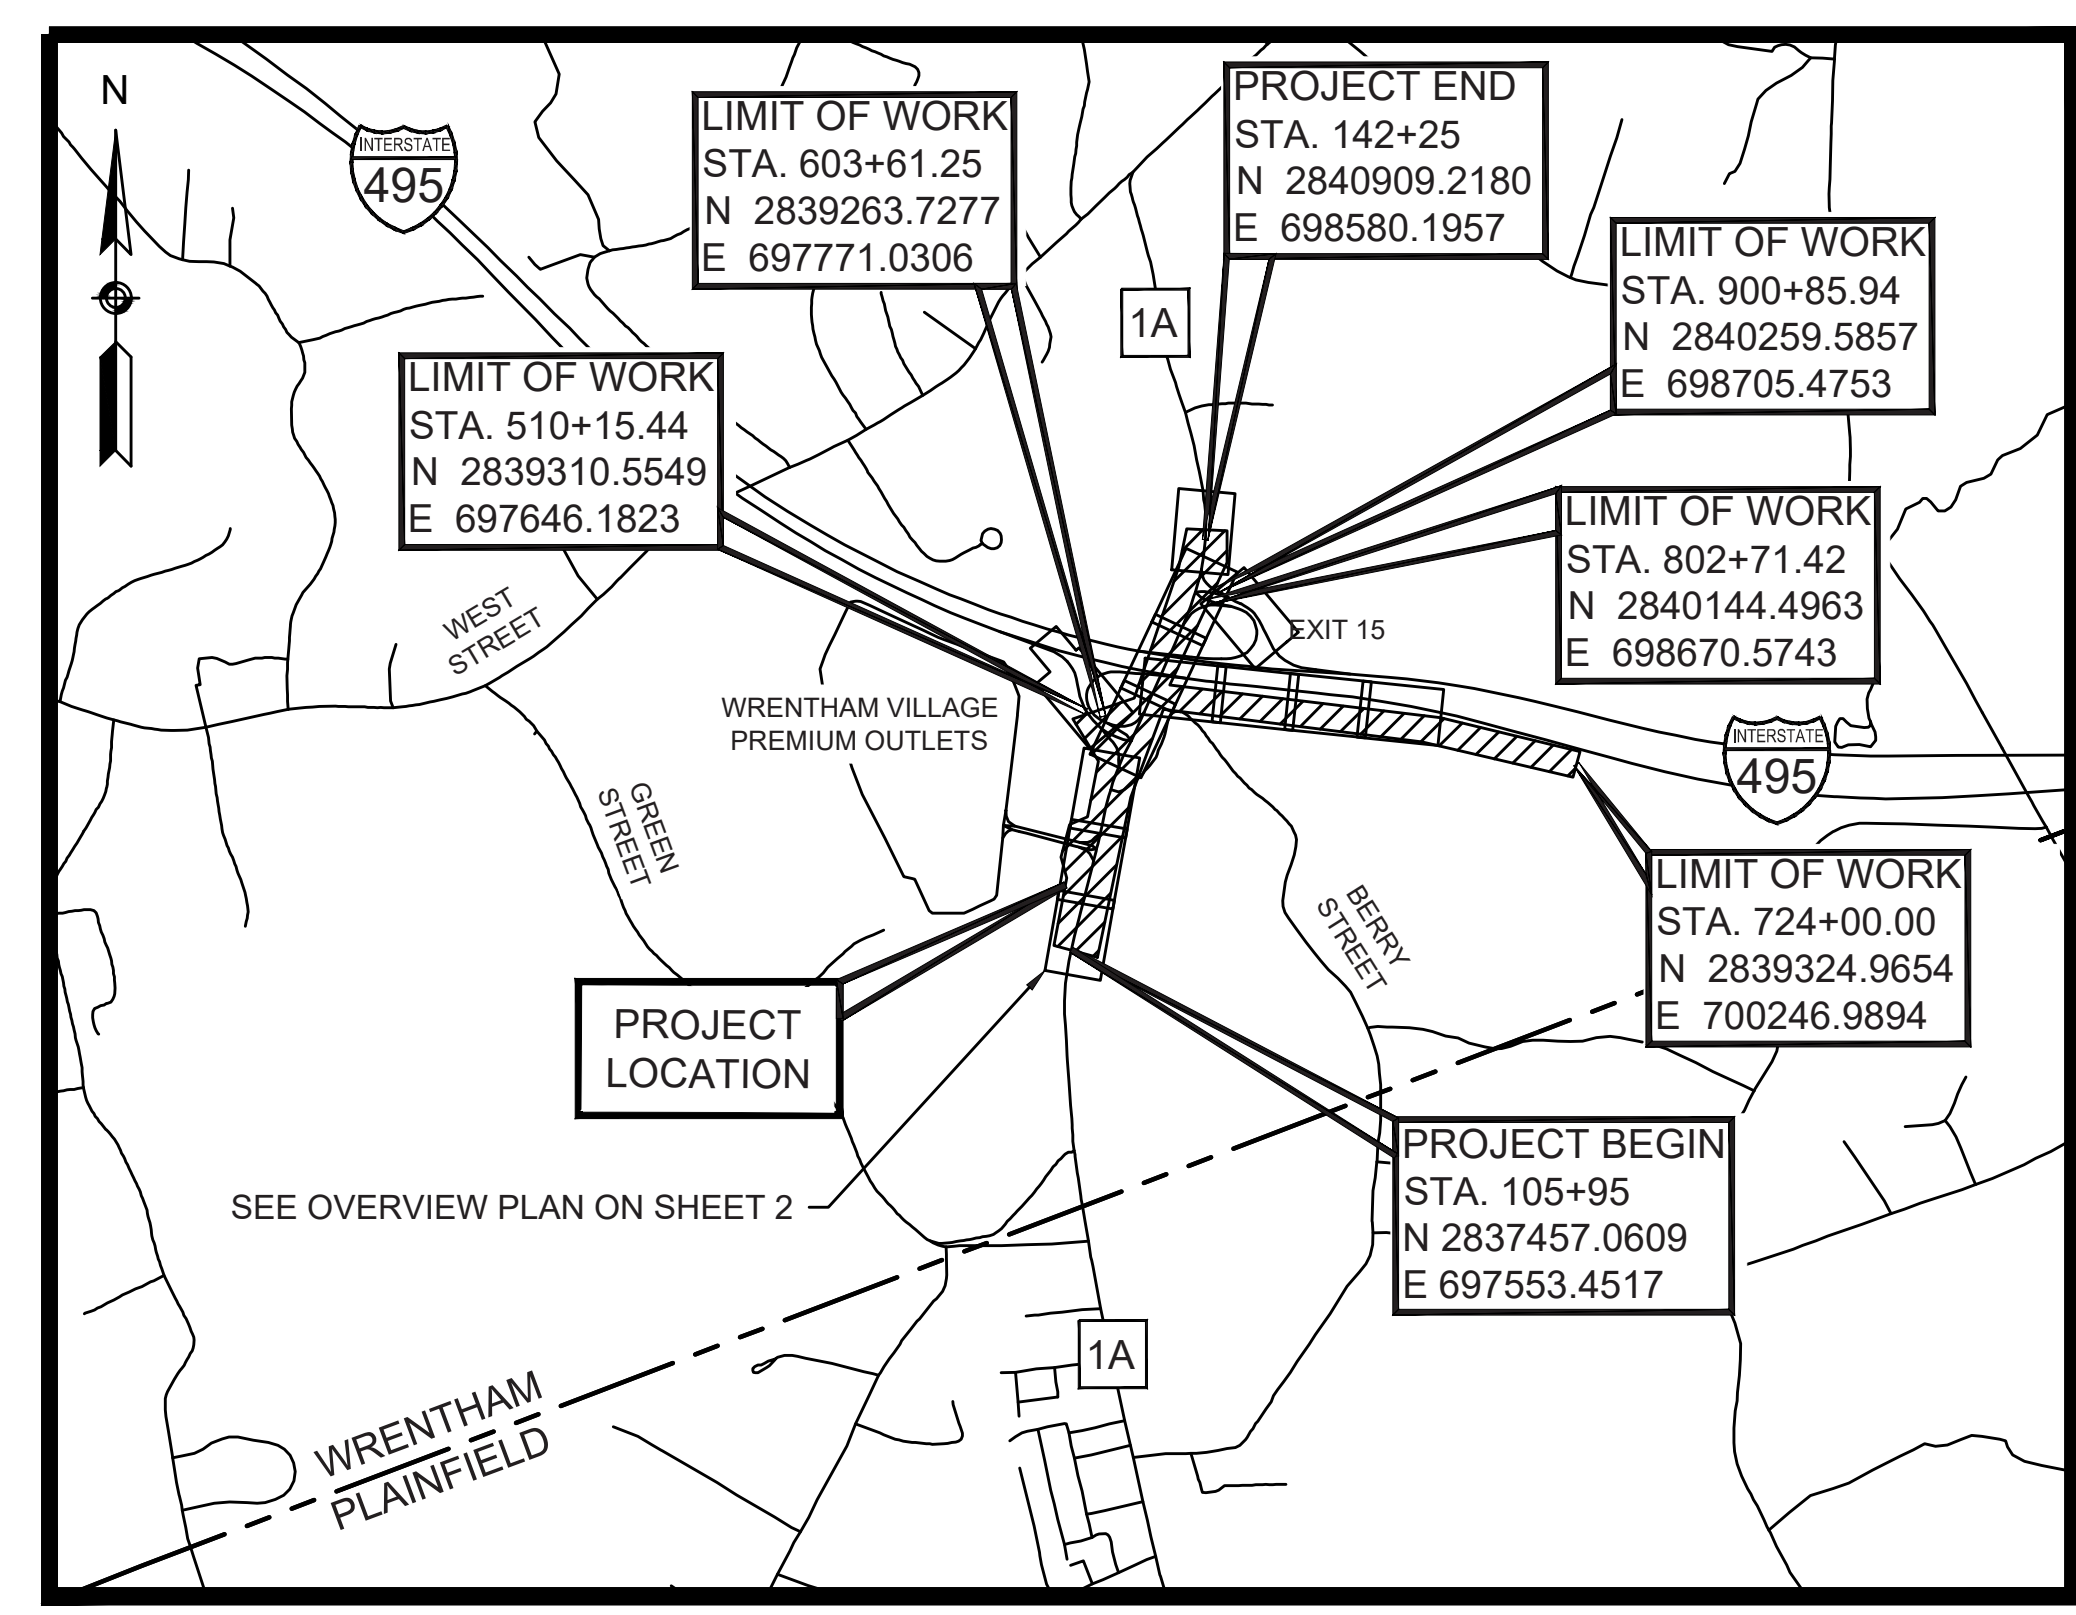 N
INTERSTATE
495
LIMIT OF WORK
STA. 603+61.25
N 2839263.7277
E 697771.0306
PROJECT END
STA. 142+25
N 2840909.2180
E 698580.1957
LIMIT OF WORK
STA. 900+85.94
N 2840259.5857
E 698705.4753
1A
LIMIT OF WORK
STA. 510+15.44
N 2839310.5549
E 697646.1823
LIMIT OF WORK
STA. 802+71.42
N 2840144.4963
E 698670.5743
WEST
STREET
EXIT 15
WRENTHAM VILLAGE
PREMIUM OUTLETS
INTERSTATE
495
GREEN
STREET
BERRY
STREET
LIMIT OF WORK
STA. 724+00.00
N 2839324.9654
E 700246.9894
PROJECT
LOCATION
PROJECT BEGIN
STA. 105+95
N 2837457.0609
E 697553.4517
SEE OVERVIEW PLAN ON SHEET 2
1A
WRENTHAM
PLAINFIELD